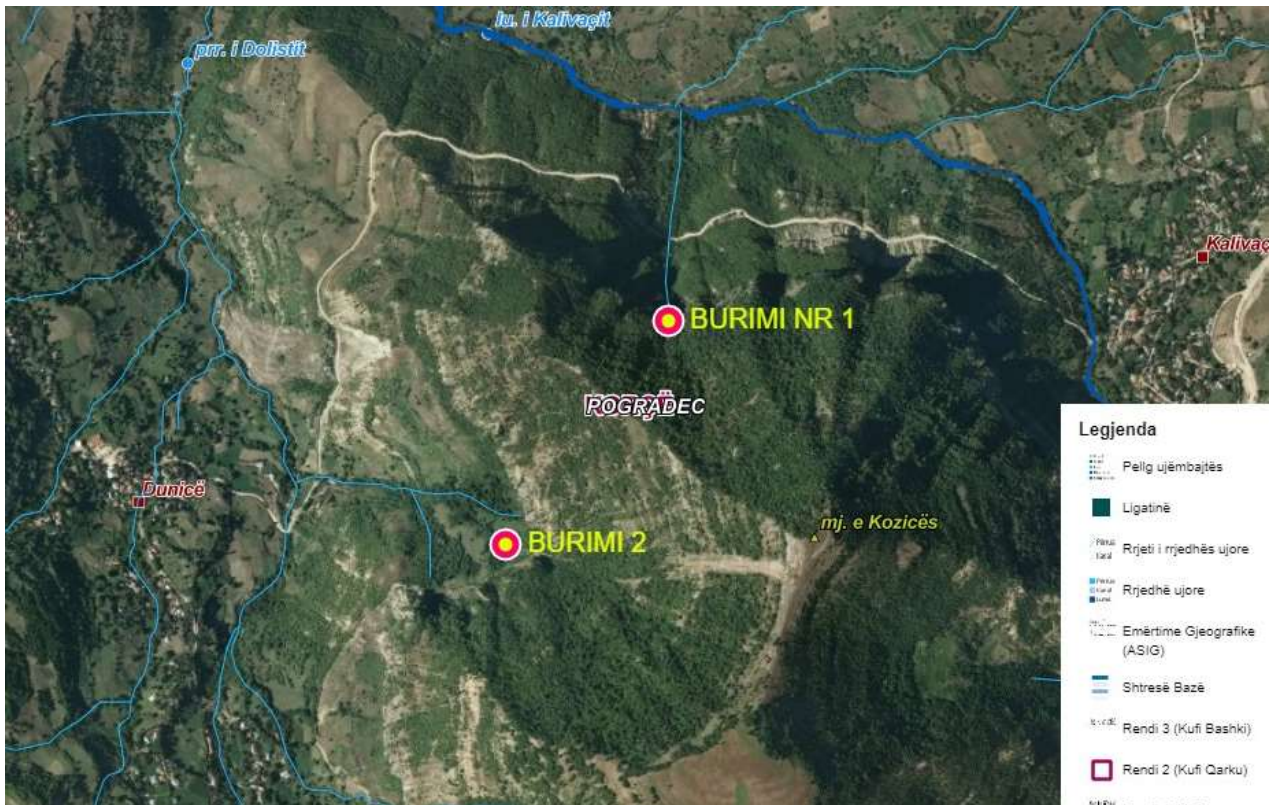 lu. i Kalivaçit
prr. i Dolistit
Kalivaç
BURIMI NR 1
POGRADEC
Dunicë
mj. e Kozicës
BURIMI 2
Legjenda
Pellg ujëmbajtës
Ligatinë
Rrjeti i rrjedhës ujore
Rrjedhë ujore
Emërtime Gjeografike
(ASIG)
Shtresë Bazë
Rendi 3 (Kufi Bashki)
Rendi 2 (Kufi Qarku)